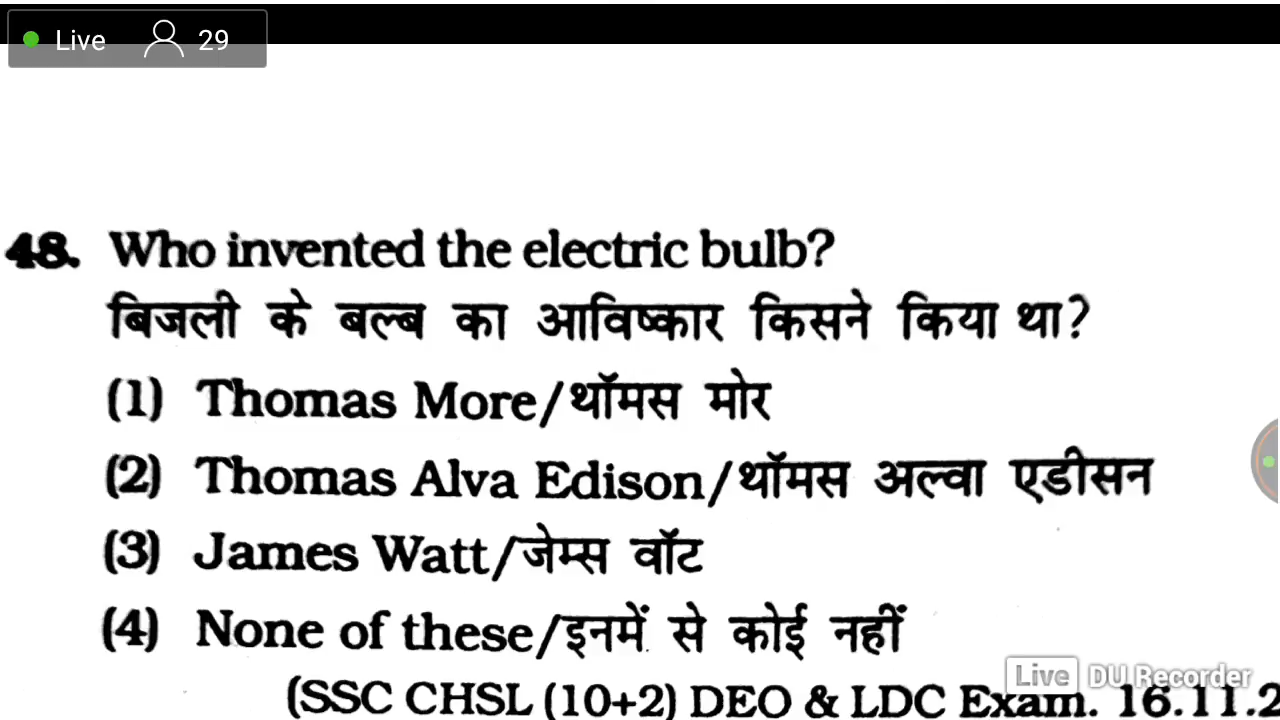 Live 29
48. Who invented the electric bulb?
बिजली के बल्ब का आविष्कार किसने किया था?
(1) Thomas More/थॉमस मोर
(2) Thomas Alva Edison/थॉमस अल्वा एडीसन
(3) James Watt/जेम्स वॉट
(4) None of these/इनमें से कोई नहीं
(SSC CHSL (10+2) DEO & LDC Exam. 16.11.2
Live DU Recorder